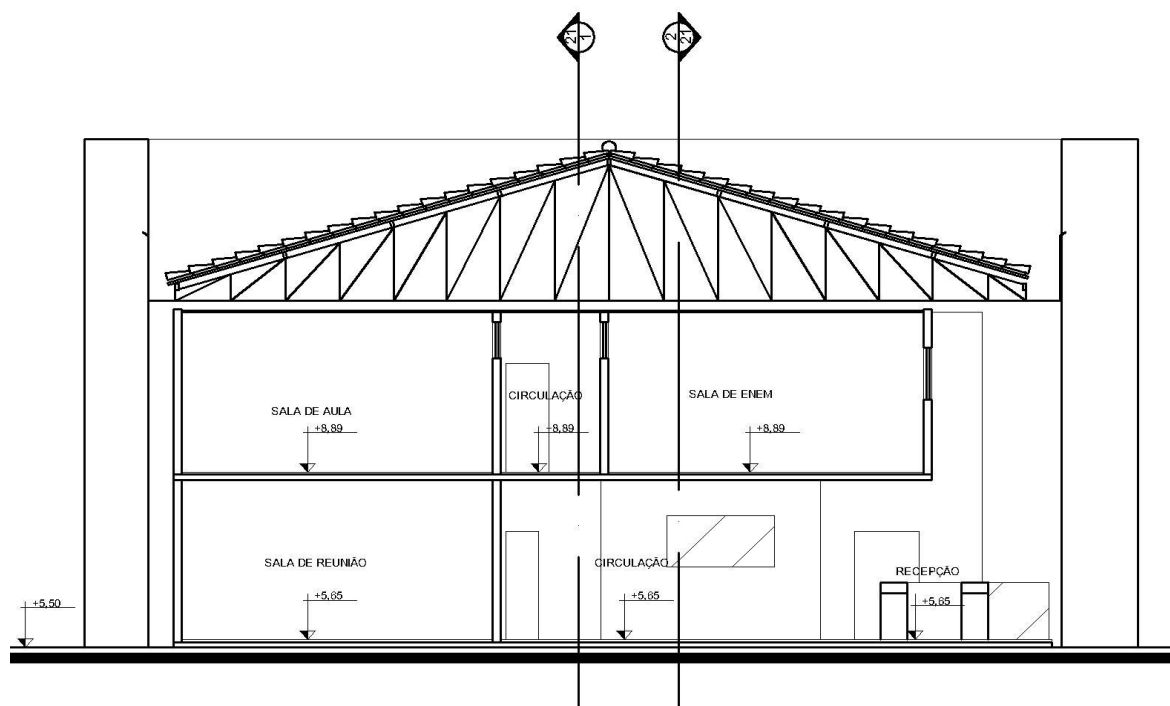 21
1
2
21
SALA DE AULA
CIRCULAÇÃO
SALA DE ENEM
+8,89
+8,89
+8,89
SALA DE REUNIÃO
CIRCULAÇÃO
RECEPÇÃO
+5,50
+5,65
+5,65
+5,65